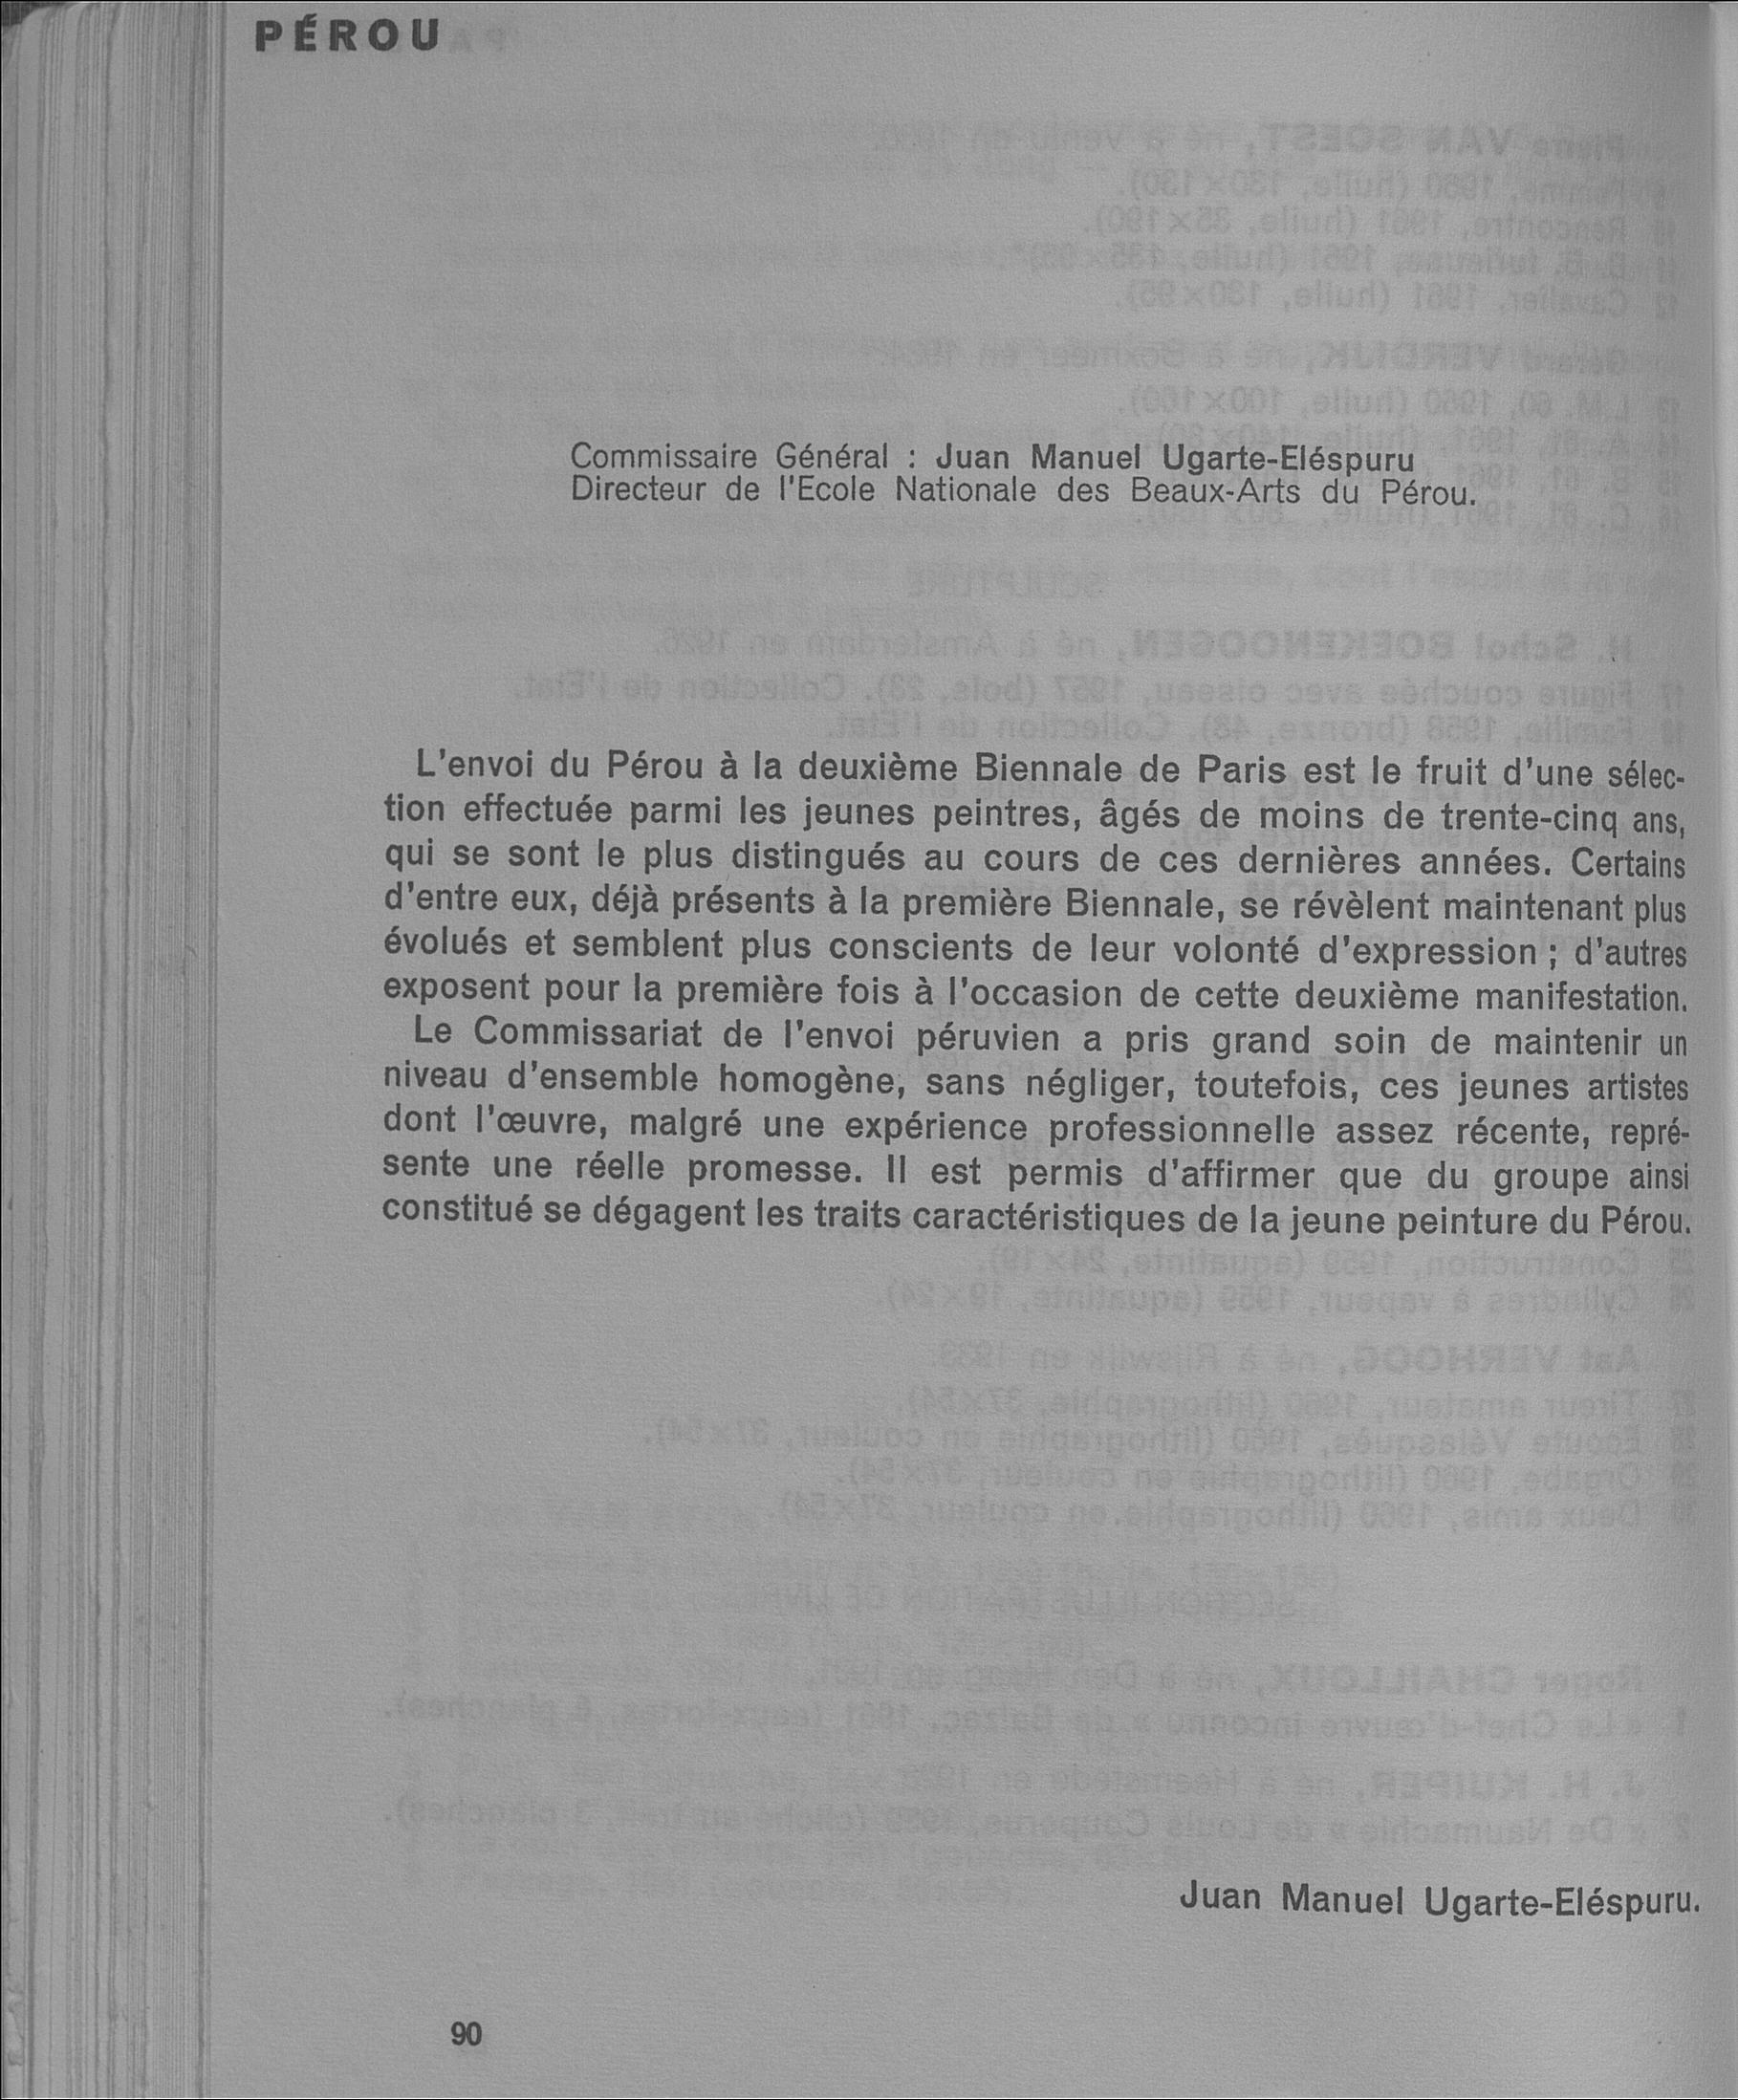 PÉROU
Commissaire Général : Juan Manuel Ugarte-Eléspuru
Directeur de l'Ecole Nationale des Beaux-Arts du Pérou.
L'envoi du Pérou à la deuxième Biennale de Paris est le fruit d'une sélec-
tion effectuée parmi les jeunes peintres, âgés de moins de trente-cinq ans,
qui se sont le plus distingués au cours de ces dernières années. Certains
d'entre eux, déjà présents à la première Biennale, se révèlent maintenant plus
évolués et semblent plus conscients de leur volonté d'expression ; d'autres
exposent pour la première fois à l'occasion de cette deuxième manifestation.
Le Commissariat de l'envoi péruvien a pris grand soin de maintenir un
niveau d'ensemble homogène, sans négliger, toutefois, ces jeunes artistes
dont l'œuvre, malgré une expérience professionnelle assez récente, repré-
sente une réelle promesse. Il est permis d'affirmer que du groupe ainsi
constitué se dégagent les traits caractéristiques de la jeune peinture du Pérou.
Juan Manuel Ugarte-Eléspuru.
90